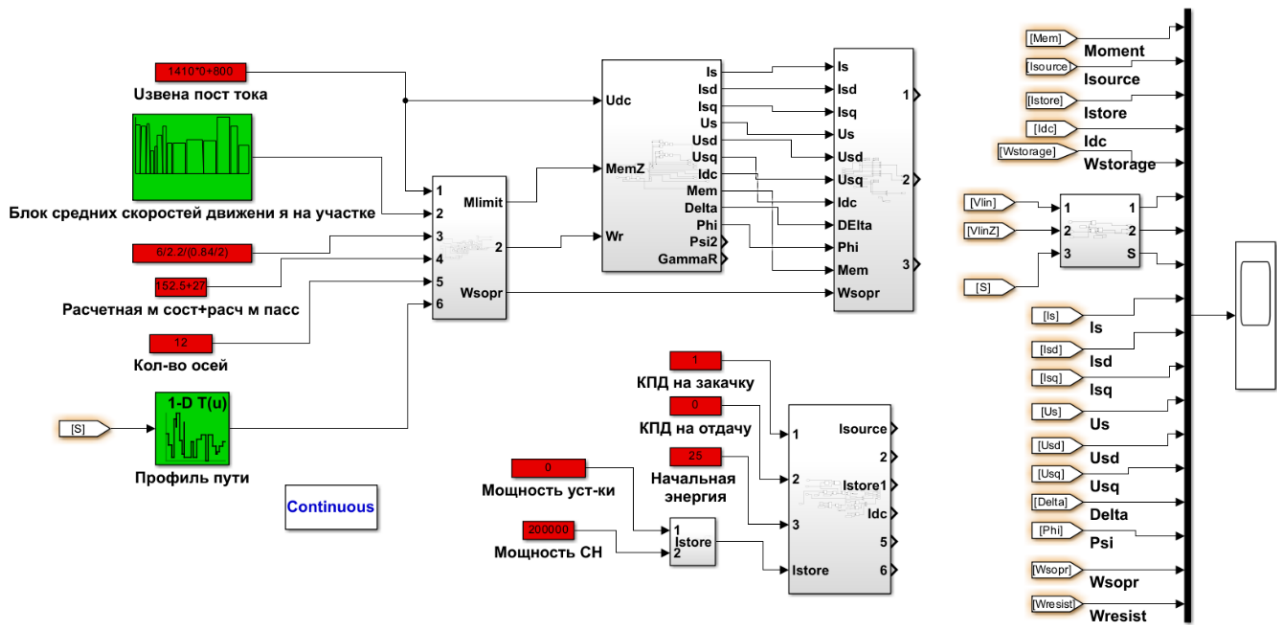 1410*0+800
Uзвена пост тока
Блок средних скоростей движени я на участке
6/2.2/(0.84/2)
152.5+27
Расчетная м сост+расч м пасс
12
Кол-во осей
[S]
1-D T(u)
Профиль пути
Continuous
1
2
3
4
5
6
Mlimit
2
Wsopr
Udc
MemZ
Wr
Is
Isd
Isq
Us
Usd
Usq
Idc
Mem
Delta
Phi
Psi2
GammaR
Is
Isd
Isq
Us
Usd
Usq
Idc
DElta
Phi
Mem
Wsopr
1
2
3
1
КПД на закачку
0
КПД на отдачу
25
Начальная
энергия
0
Мощность уст-ки
200000
Мощность СН
1
2
Istore
1
2
3
Istore
Isource
2
Istore1
Idc
5
6
[Mem]
Moment
[Isource]
Isource
[Istore]
Istore
[Idc]
Idc
[Wstorage]
Wstorage
[Vlin]
[VlinZ]
[S]
1
2
3
1
2
S
[Is]
Is
[Isd]
Isd
[Isq]
Isq
[Us]
Us
[Usd]
Usd
[Usq]
Usq
[Delta]
Delta
[Phi]
Psi
[Wsopr]
Wsopr
[Wresist]
Wresist